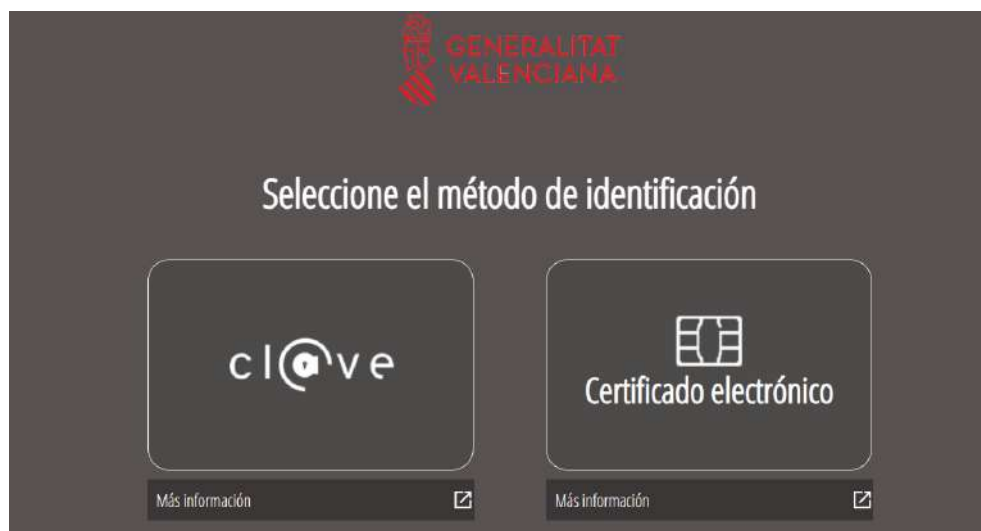 GENERALITAT
VALENCIANA
Seleccione el método de identificación
cl@ve
Certificado electrónico
Más información
Más información